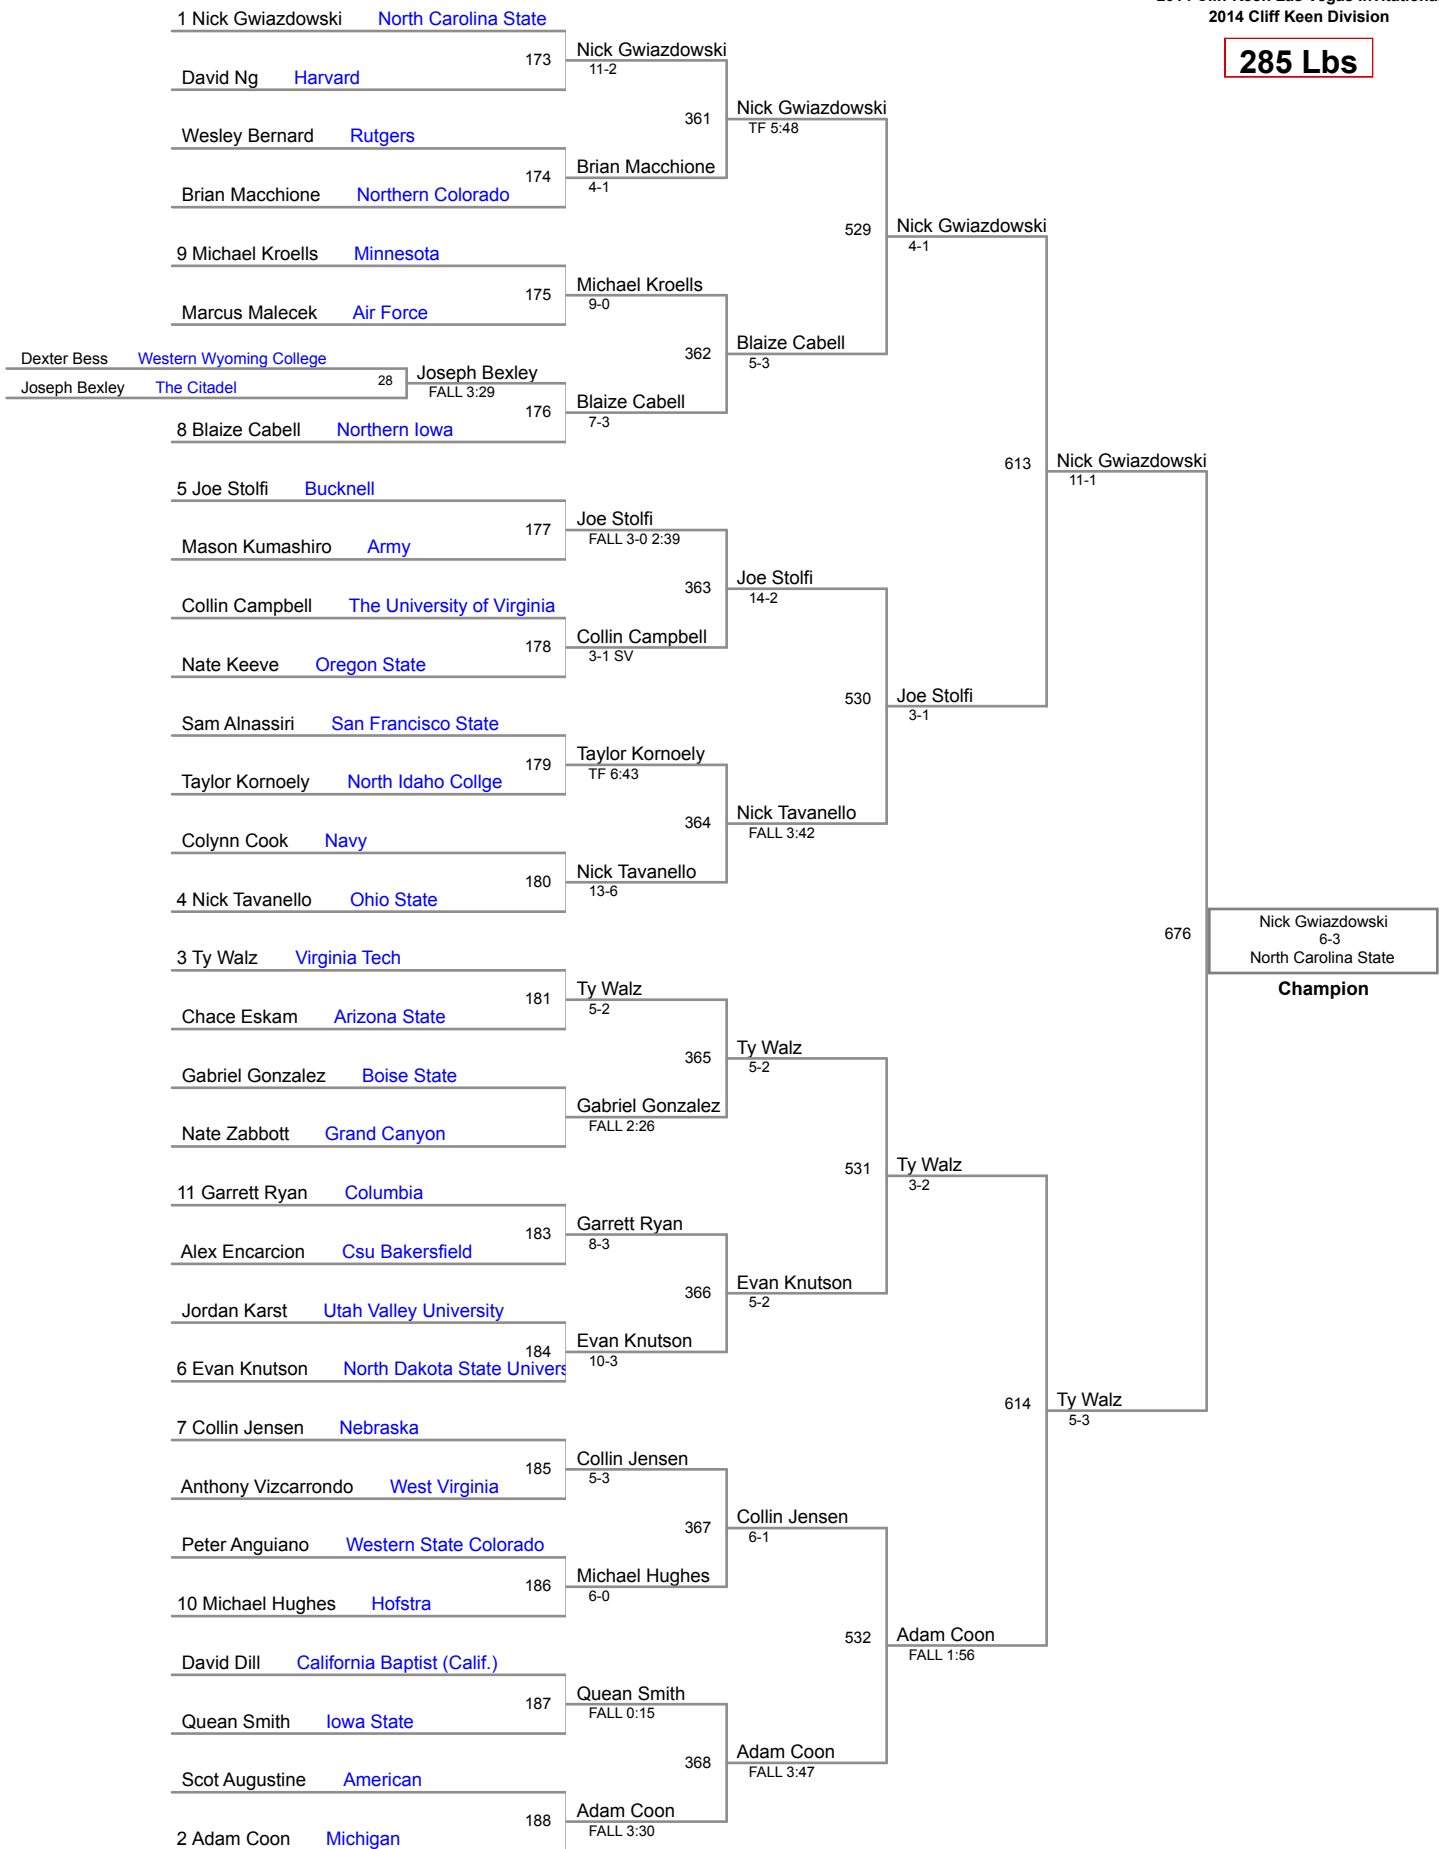 2014 Cliff Keen Division
285 Lbs
1 Nick Gwiazdowski North Carolina State
173
Nick Gwiazdowski
11-2
David Ng Harvard
361
Nick Gwiazdowski
TF 5:48
Wesley Bernard Rutgers
174
Brian Macchione
4-1
Brian Macchione Northern Colorado
529
Nick Gwiazdowski
4-1
9 Michael Kroells Minnesota
175
Michael Kroells
9-0
Marcus Malecek Air Force
362
Blaize Cabell
5-3
Dexter Bess Western Wyoming College
28
Joseph Bexley
FALL 3:29
Joseph Bexley The Citadel
176
Blaize Cabell
7-3
8 Blaize Cabell Northern Iowa
613
Nick Gwiazdowski
11-1
5 Joe Stolfi Bucknell
177
Joe Stolfi
FALL 3-0 2:39
Mason Kumashiro Army
363
Joe Stolfi
14-2
Collin Campbell The University of Virginia
178
Collin Campbell
3-1 SV
Nate Keeve Oregon State
530
Joe Stolfi
3-1
Sam Alnassiri San Francisco State
179
Taylor Kornoely
TF 6:43
Taylor Kornoely North Idaho Collge
364
Nick Tavanello
FALL 3:42
Colynn Cook Navy
180
Nick Tavanello
13-6
4 Nick Tavanello Ohio State
676
Nick Gwiazdowski
6-3
North Carolina State
Champion
3 Ty Walz Virginia Tech
181
Ty Walz
5-2
Chace Eskam Arizona State
365
Ty Walz
5-2
Gabriel Gonzalez Boise State
Gabriel Gonzalez
FALL 2:26
Nate Zabbott Grand Canyon
531
Ty Walz
3-2
11 Garrett Ryan Columbia
183
Garrett Ryan
8-3
Alex Encarcion Csu Bakersfield
366
Evan Knutson
5-2
Jordan Karst Utah Valley University
184
Evan Knutson
10-3
6 Evan Knutson North Dakota State Univers
614
Ty Walz
5-3
7 Collin Jensen Nebraska
185
Collin Jensen
5-3
Anthony Vizcarrondo West Virginia
367
Collin Jensen
6-1
Peter Anguiano Western State Colorado
186
Michael Hughes
6-0
10 Michael Hughes Hofstra
532
Adam Coon
FALL 1:56
David Dill California Baptist (Calif.)
187
Quean Smith
FALL 0:15
Quean Smith Iowa State
368
Adam Coon
FALL 3:47
Scot Augustine American
188
Adam Coon
FALL 3:30
2 Adam Coon Michigan